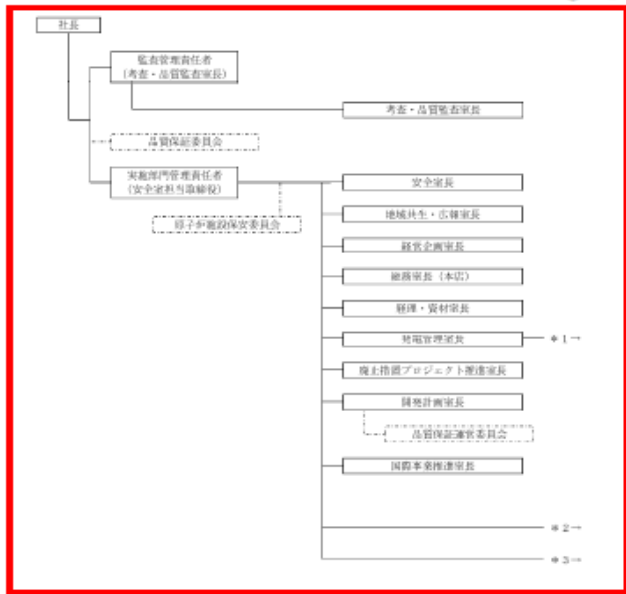 社長
監査管理責任者
(考査・品質監査室長)
考査・品質監査室長
品質保証委員会
実施部門管理責任者
(安全室担当取締役)
安全室長
原子炉施設保安委員会
地域共生・広報室長
経営企画室長
総務室長 (本店)
経理・資材室長
発電管理室長
*1→
廃止措置プロジェクト推進室長
開発計画室長
品質保証運営委員会
国際事業推進室長
*2→
*3→